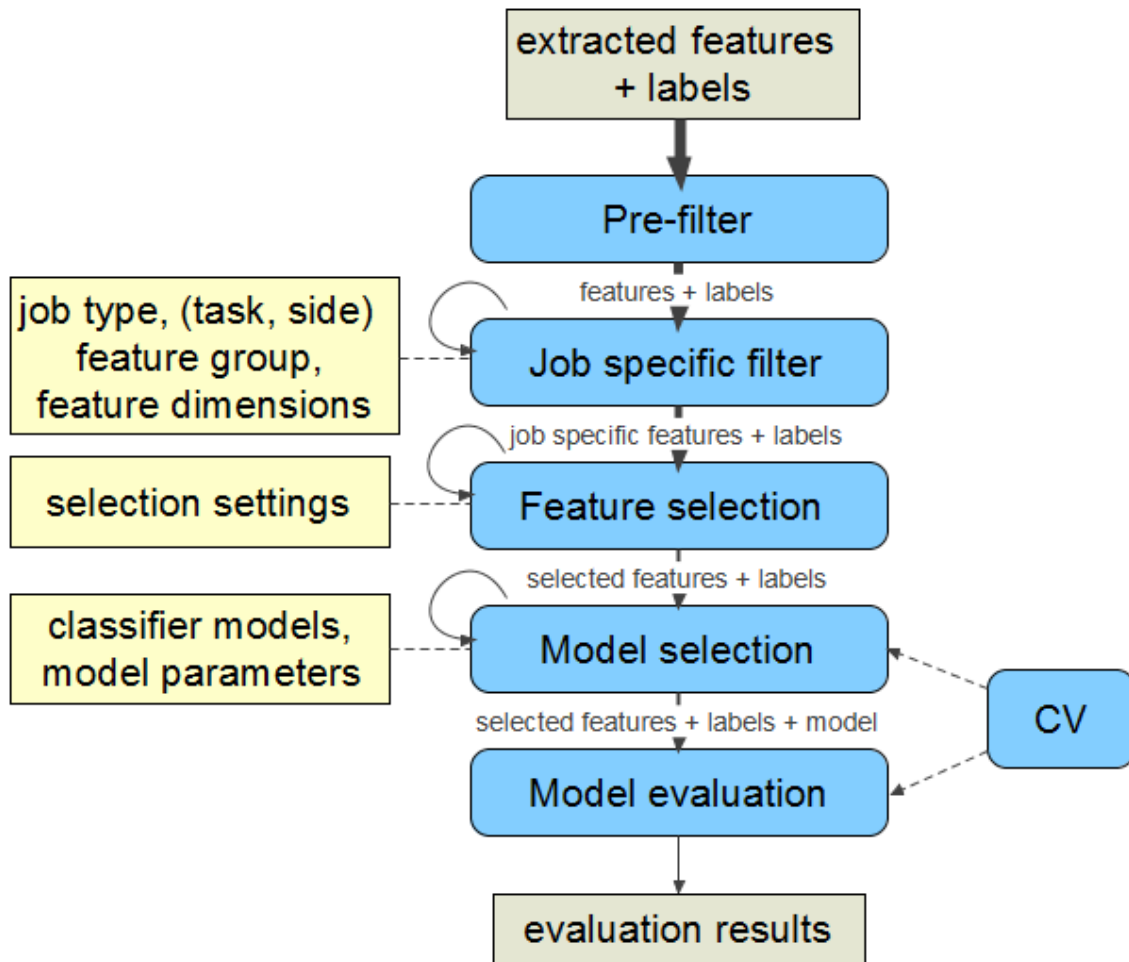 extracted features
+ labels
Pre-filter
features + labels
job type, (task, side)
feature group,
feature dimensions
Job specific filter
job specific features + labels
selection settings
Feature selection
selected features + labels
classifier models,
model parameters
Model selection
selected features + labels + model
CV
Model evaluation
evaluation results